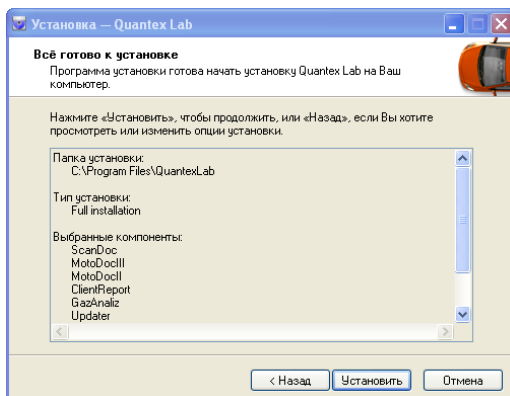 Установка — Quantex Lab
Всё готово к установке
Программа установки готова начать установку Quantex Lab на Ваш
компьютер.
Нажмите «Установить», чтобы продолжить, или «Назад», если Вы хотите
просмотреть или изменить опции установки.
Папка установки:
C:\Program Files\QuantexLab
Тип установки:
Full installation
Выбранные компоненты:
ScanDoc
MotoDocIII
MotoDocII
ClientReport
GazAnaliz
Updater
< Назад
Установить
Отмена